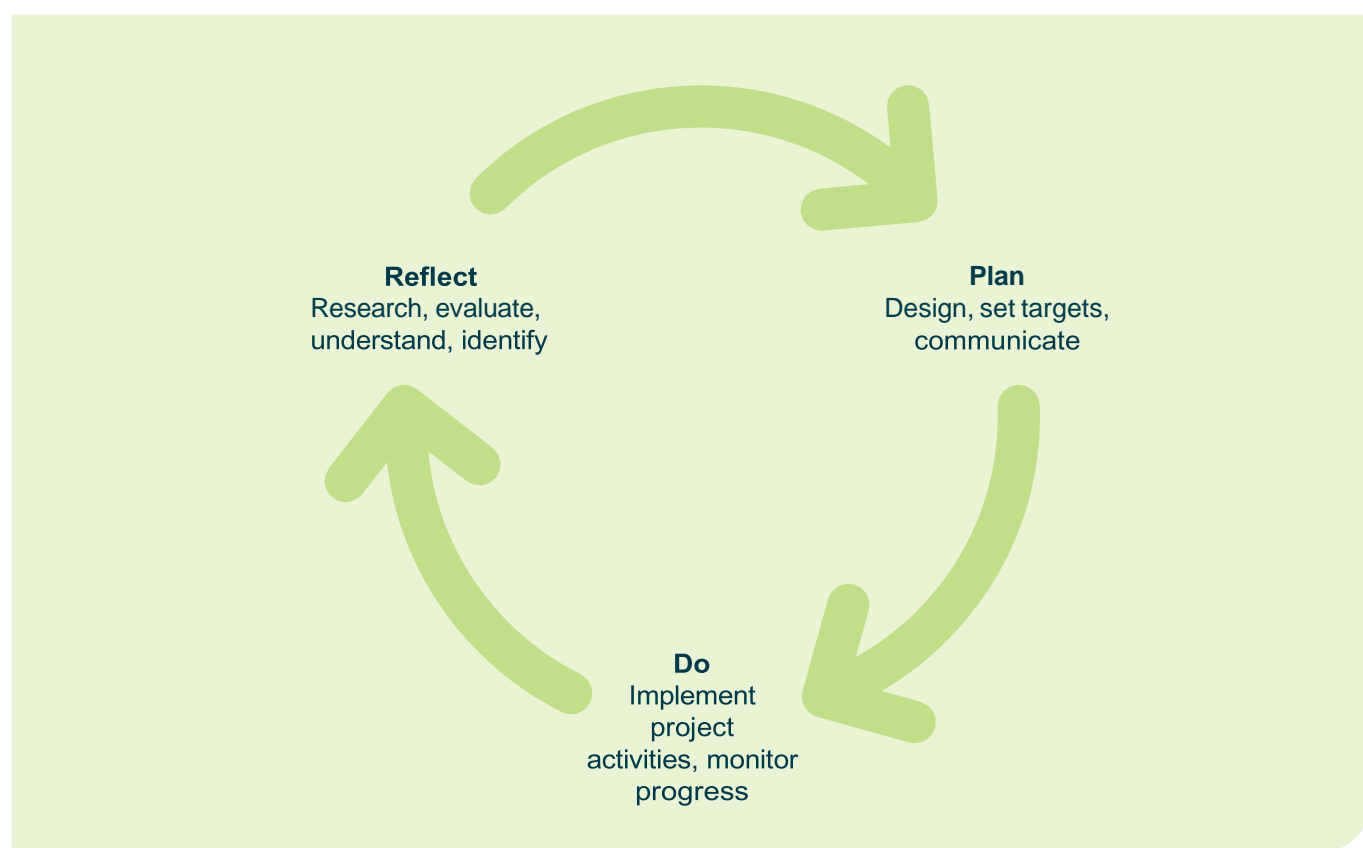 Reflect
Research, evaluate,
understand, identify
Plan
Design, set targets,
communicate
Do
Implement
project
activities, monitor
progress